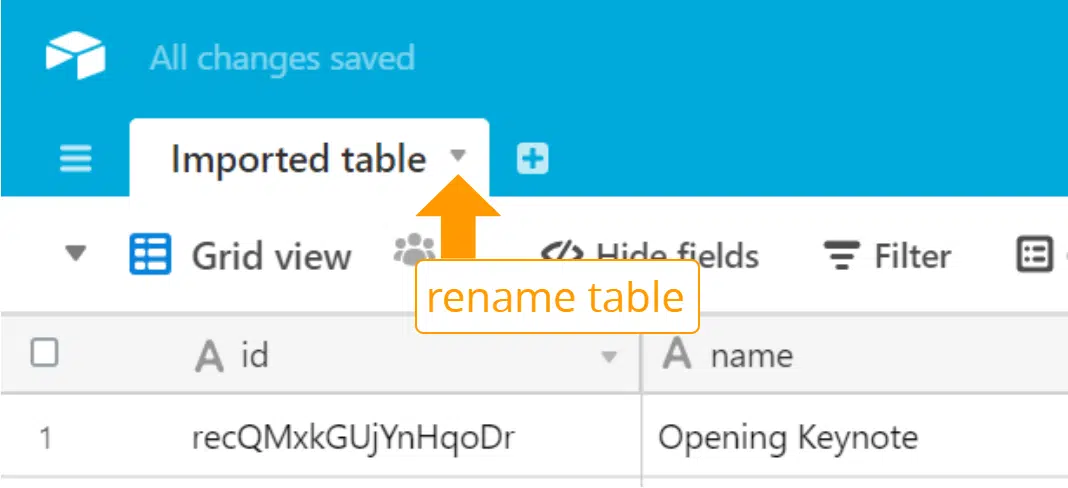 All changes saved
Imported table
Grid view Hide fields Filter
rename table
A id A name
1 recQMxkGUjYnHqoDr Opening Keynote